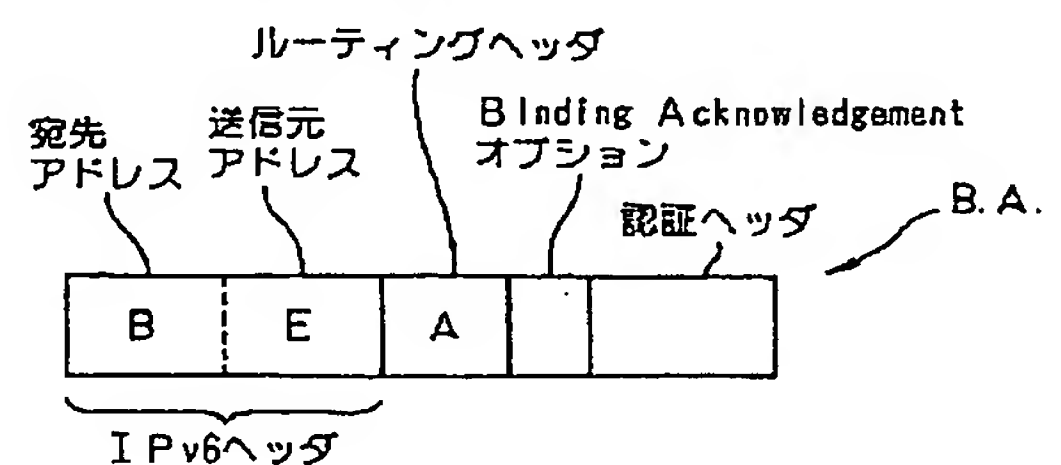 ルーティングヘッダ
宛先
アドレス
送信元
アドレス
Binding Acknowledgement
オプション
認証ヘッダ
B.A.
B
E
A
IPv6ヘッダ